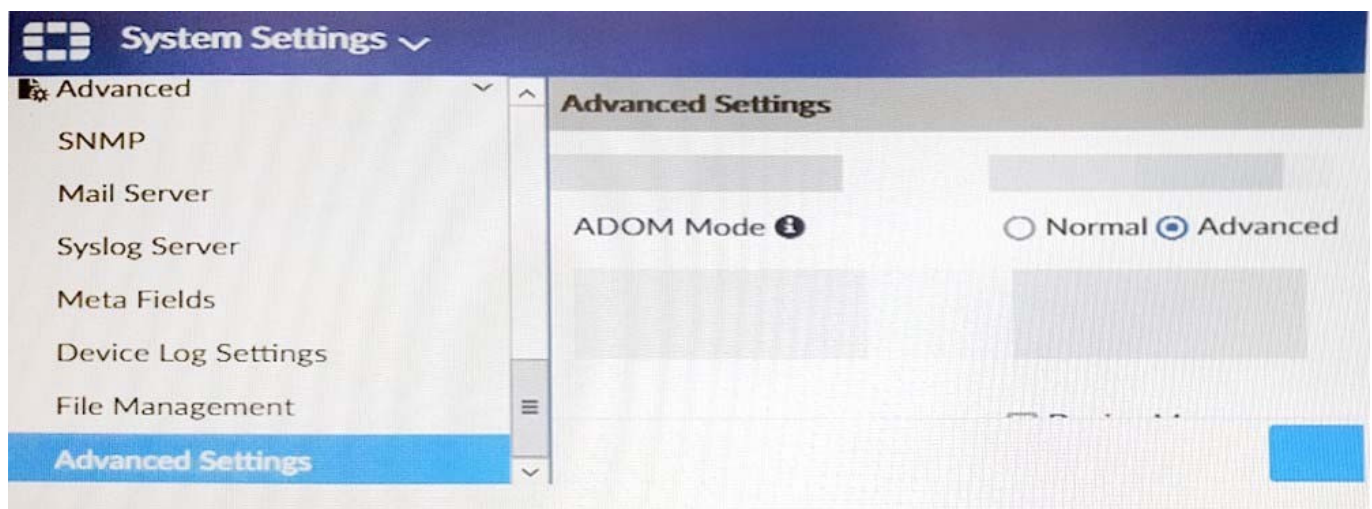 System Settings
Advanced
Advanced Settings
SNMP
Mail Server
Syslog Server
ADOM Mode
Normal Advanced
Meta Fields
Device Log Settings
File Management
Advanced Settings